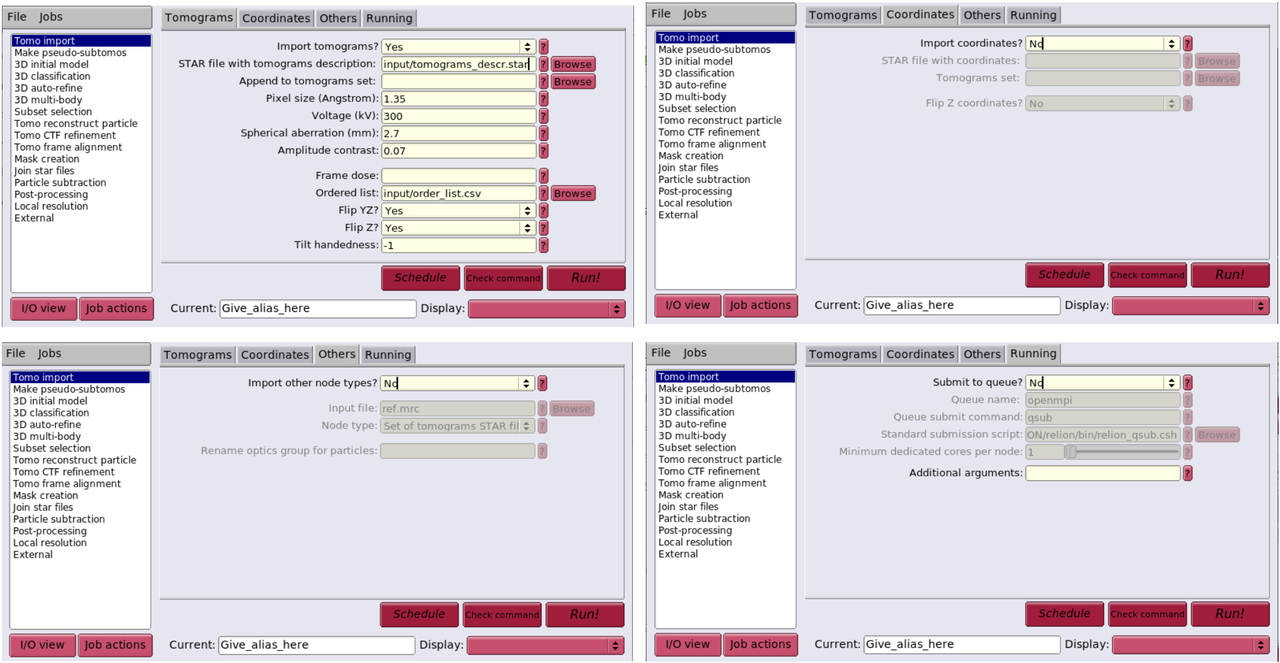 File Jobs
Tomo import
Make pseudo-subtomos
3D initial model
3D classification
3D auto-refine
3D multi-body
Subset selection
Tomo reconstruct particle
Tomo CTF refinement
Tomo frame alignment
Mask creation
Join star files
Particle subtraction
Post-processing
Local resolution
External
I/O view Job actions
Tomograms Coordinates Others Running
Import tomograms? Yes ?
STAR file with tomograms description: input/tomograms_descr.star ? Browse
Append to tomograms set: ? Browse
Pixel size (Angstrom): 1.35 ?
Voltage (kV): 300 ?
Spherical aberration (mm): 2.7 ?
Amplitude contrast: 0.07 ?
Frame dose: ?
Ordered list: input/order_list.csv ? Browse
Flip YZ? Yes ?
Flip Z? Yes ?
Tilt handedness: -1 ?
Schedule Check command Run!
Current: Give_alias_here Display:
File Jobs
Tomo import
Make pseudo-subtomos
3D initial model
3D classification
3D auto-refine
3D multi-body
Subset selection
Tomo reconstruct particle
Tomo CTF refinement
Tomo frame alignment
Mask creation
Join star files
Particle subtraction
Post-processing
Local resolution
External
I/O view Job actions
Tomograms Coordinates Others Running
Import coordinates? No ?
STAR file with coordinates: ? Browse
Tomograms set: ? Browse
Flip Z coordinates? No ?
Schedule Check command Run!
Current: Give_alias_here Display:
File Jobs
Tomo import
Make pseudo-subtomos
3D initial model
3D classification
3D auto-refine
3D multi-body
Subset selection
Tomo reconstruct particle
Tomo CTF refinement
Tomo frame alignment
Mask creation
Join star files
Particle subtraction
Post-processing
Local resolution
External
I/O view Job actions
Tomograms Coordinates Others Running
Import other node types? No ?
Input file: ref.mrc ? Browse
Node type: Set of tomograms STAR fil ?
Rename optics group for particles: ?
Schedule Check command Run!
Current: Give_alias_here Display:
File Jobs
Tomo import
Make pseudo-subtomos
3D initial model
3D classification
3D auto-refine
3D multi-body
Subset selection
Tomo reconstruct particle
Tomo CTF refinement
Tomo frame alignment
Mask creation
Join star files
Particle subtraction
Post-processing
Local resolution
External
I/O view Job actions
Tomograms Coordinates Others Running
Submit to queue? No ?
Queue name: openmpi ?
Queue submit command: qsub ?
Standard submission script: ON/relion/bin/relion_qsub.csh ? Browse
Minimum dedicated cores per node: 1 ?
Additional arguments: ?
Schedule Check command Run!
Current: Give_alias_here Display: